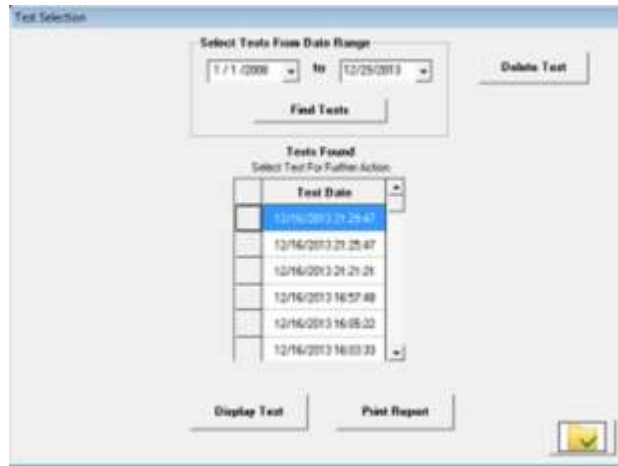 Test Selection
Select Tests From Date Range
1 / 1 /2008 to 12/29/2013
Delete Test
Find Tests
Tests Found
Select Test For Further Action
Test Date
12/16/2013 21:29:47
12/16/2013 21:25:47
12/16/2013 21:21:21
12/16/2013 16:57:48
12/16/2013 16:05:22
12/16/2013 16:03:33
Display Test
Print Report